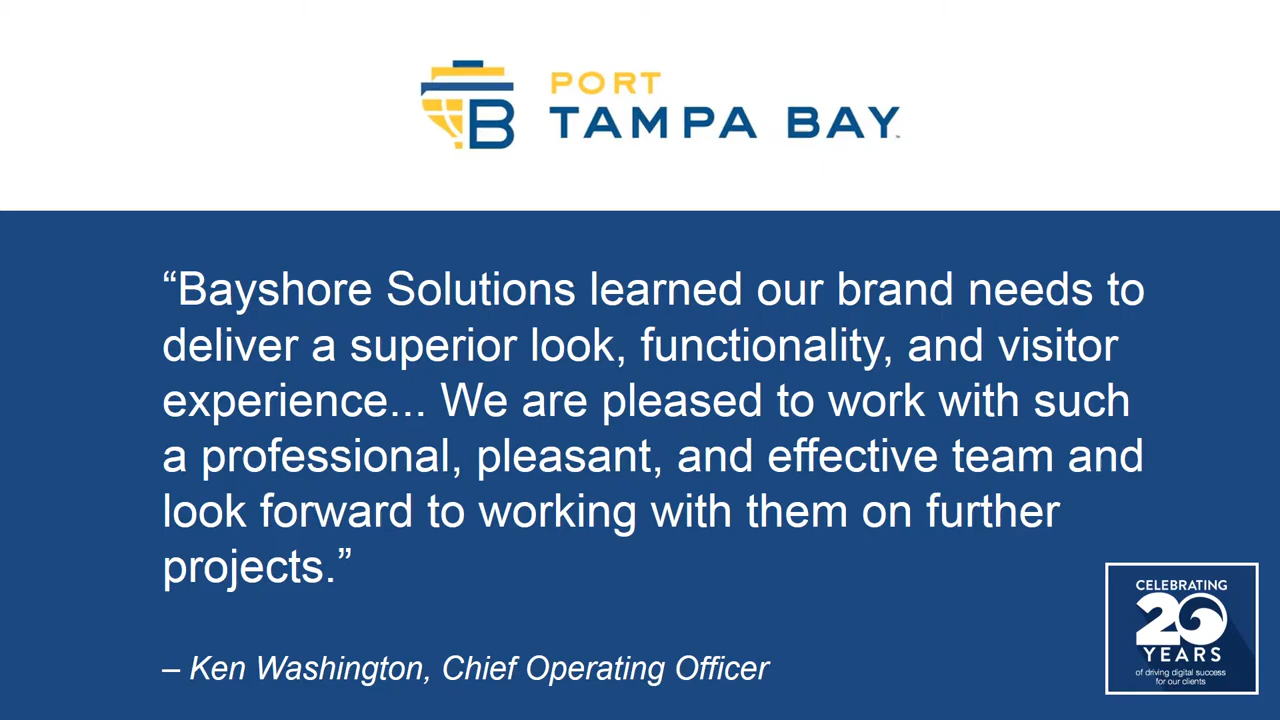 B
PORT
TAMPA BAY™
“Bayshore Solutions learned our brand needs to
deliver a superior look, functionality, and visitor
experience... We are pleased to work with such
a professional, pleasant, and effective team and
look forward to working with them on further
projects.”
– Ken Washington, Chief Operating Officer
CELEBRATING
20
YEARS
of driving digital success
for our clients